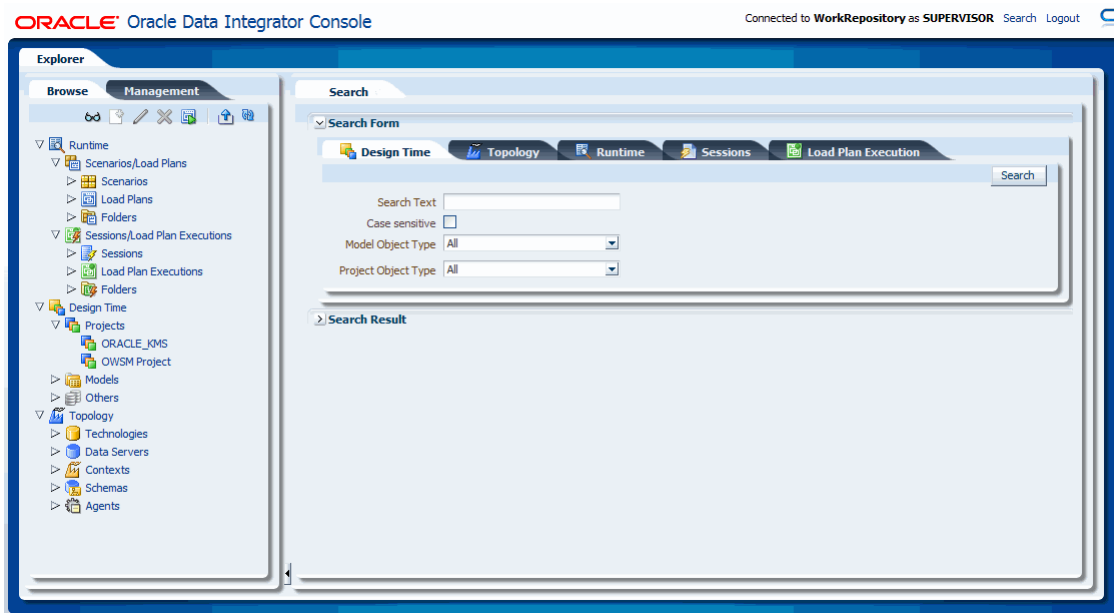 ORACLE Oracle Data Integrator Console
Connected to WorkRepository as SUPERVISOR Search Logout
Explorer
Browse Management
Runtime
Scenarios/Load Plans
Scenarios
Load Plans
Folders
Sessions/Load Plan Executions
Sessions
Load Plan Executions
Folders
Design Time
Projects
ORACLE_KMS
OWSM Project
Models
Others
Topology
Technologies
Data Servers
Contexts
Schemas
Agents
Search
Search Form
Design Time Topology Runtime Sessions Load Plan Execution
Search
Search Text
Case sensitive
Model Object Type All
Project Object Type All
Search Result